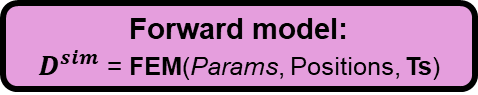 Forward model:
D^sim = FEM(Params, Positions, Ts)